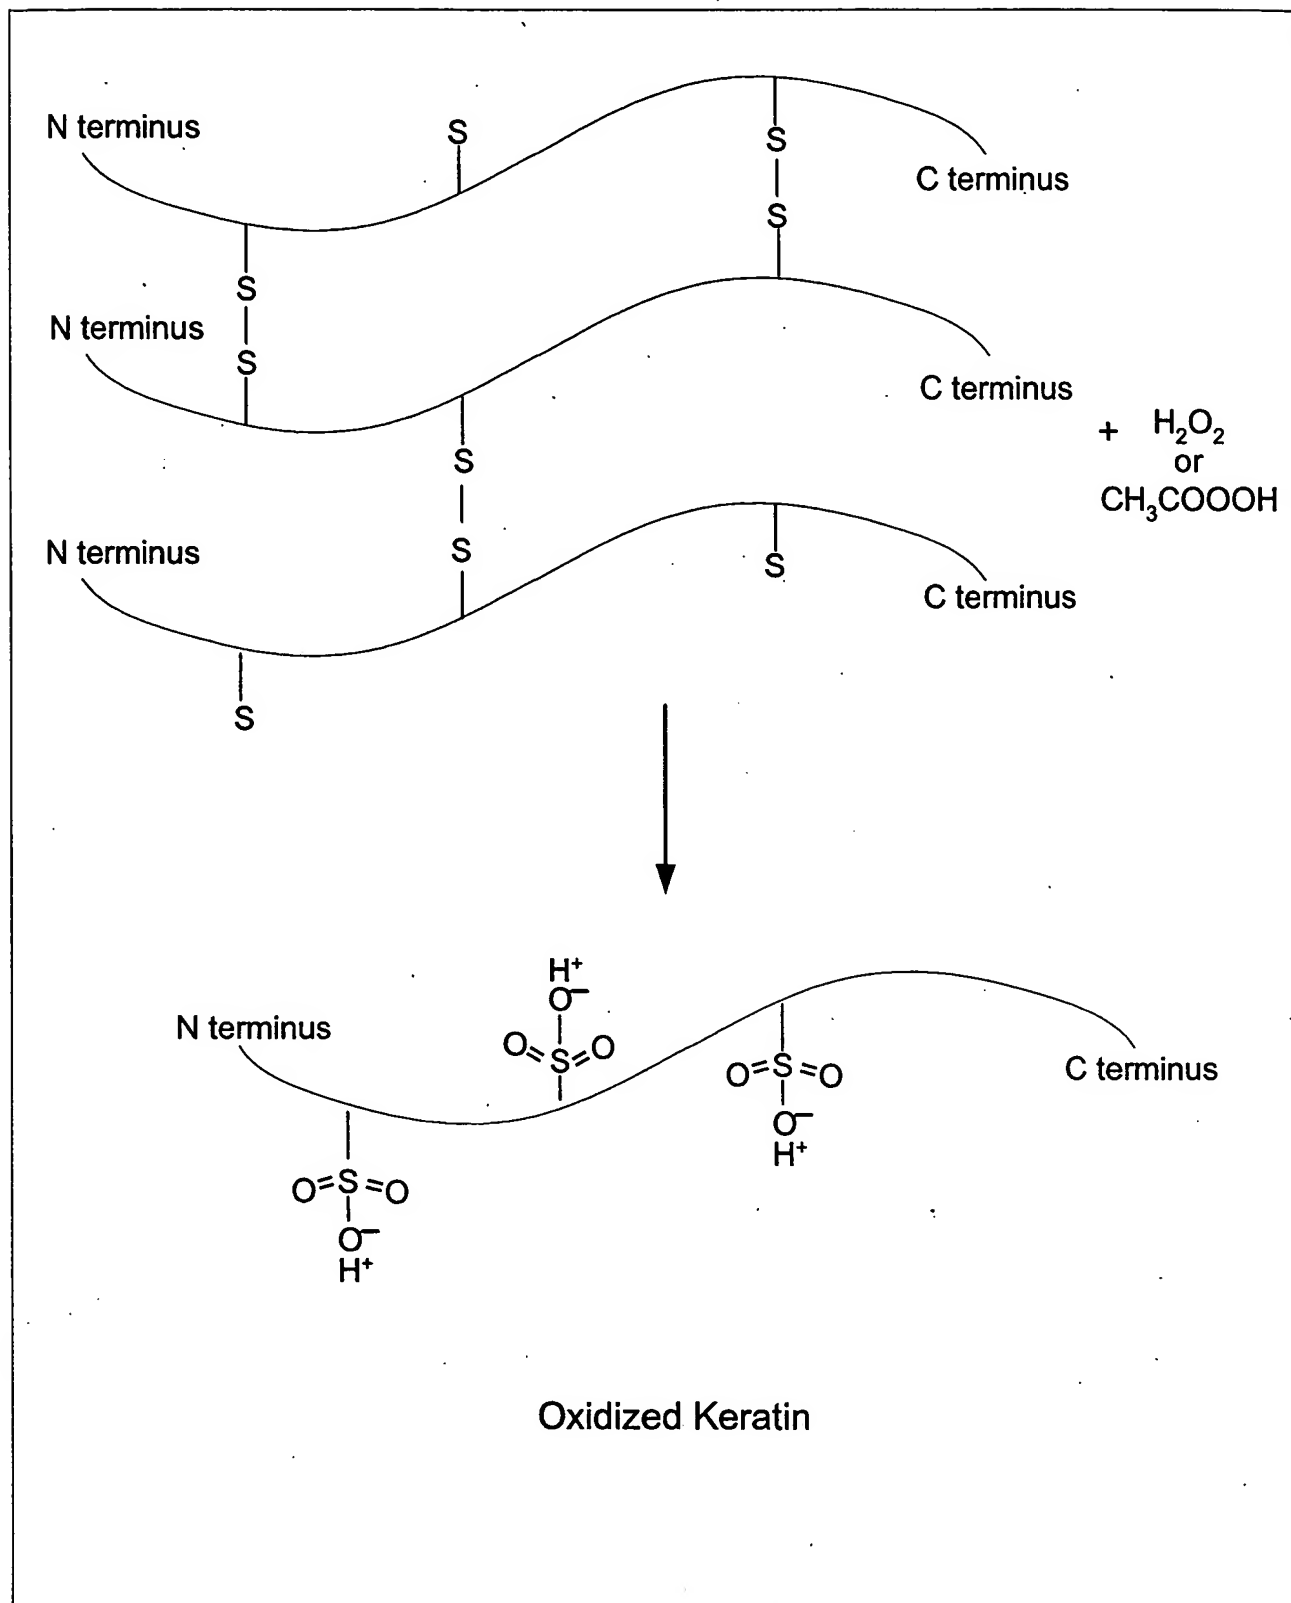 N terminus
S
S
S
C terminus
S
N terminus
S
C terminus
+ H₂O₂
or
CH₃COOOH
S
N terminus
S
S
C terminus
S
H⁺
O⁻
N terminus
O=S=O
O=S=O
C terminus
O⁻
H⁺
O=S=O
O⁻
H⁺
Oxidized Keratin